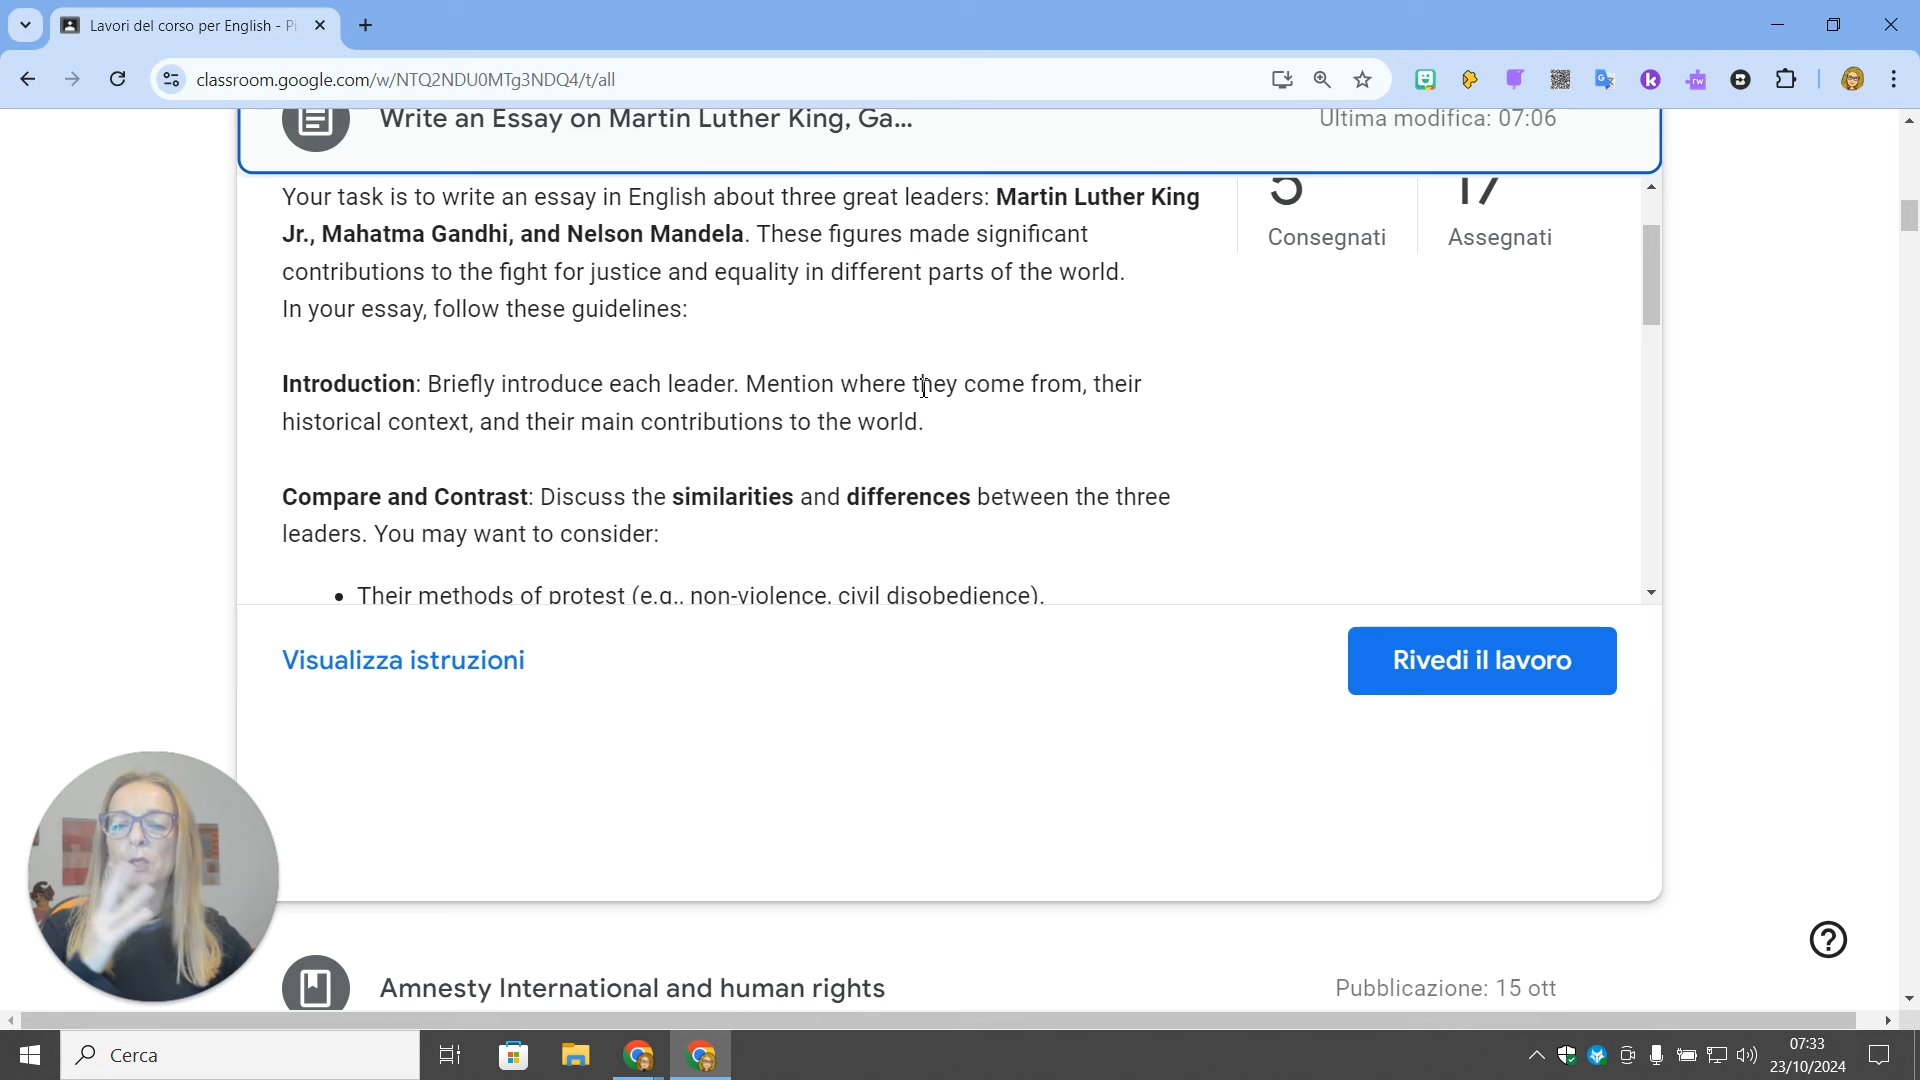 Lavori del corso per English - Pi
classroom.google.com/w/NTQ2NDU0MTg3NDQ4/t/all
Write an Essay on Martin Luther King, Ga...
Ultima modifica: 07:06
Your task is to write an essay in English about three great leaders: Martin Luther King
Jr., Mahatma Gandhi, and Nelson Mandela. These figures made significant
contributions to the fight for justice and equality in different parts of the world.
In your essay, follow these guidelines:
5
Consegnati
17
Assegnati
Introduction: Briefly introduce each leader. Mention where they come from, their
historical context, and their main contributions to the world.
Compare and Contrast: Discuss the similarities and differences between the three
leaders. You may want to consider:
• Their methods of protest (e.g., non-violence, civil disobedience).
Visualizza istruzioni
Rivedi il lavoro
Amnesty International and human rights
Pubblicazione: 15 ott
Cerca
07:33
23/10/2024